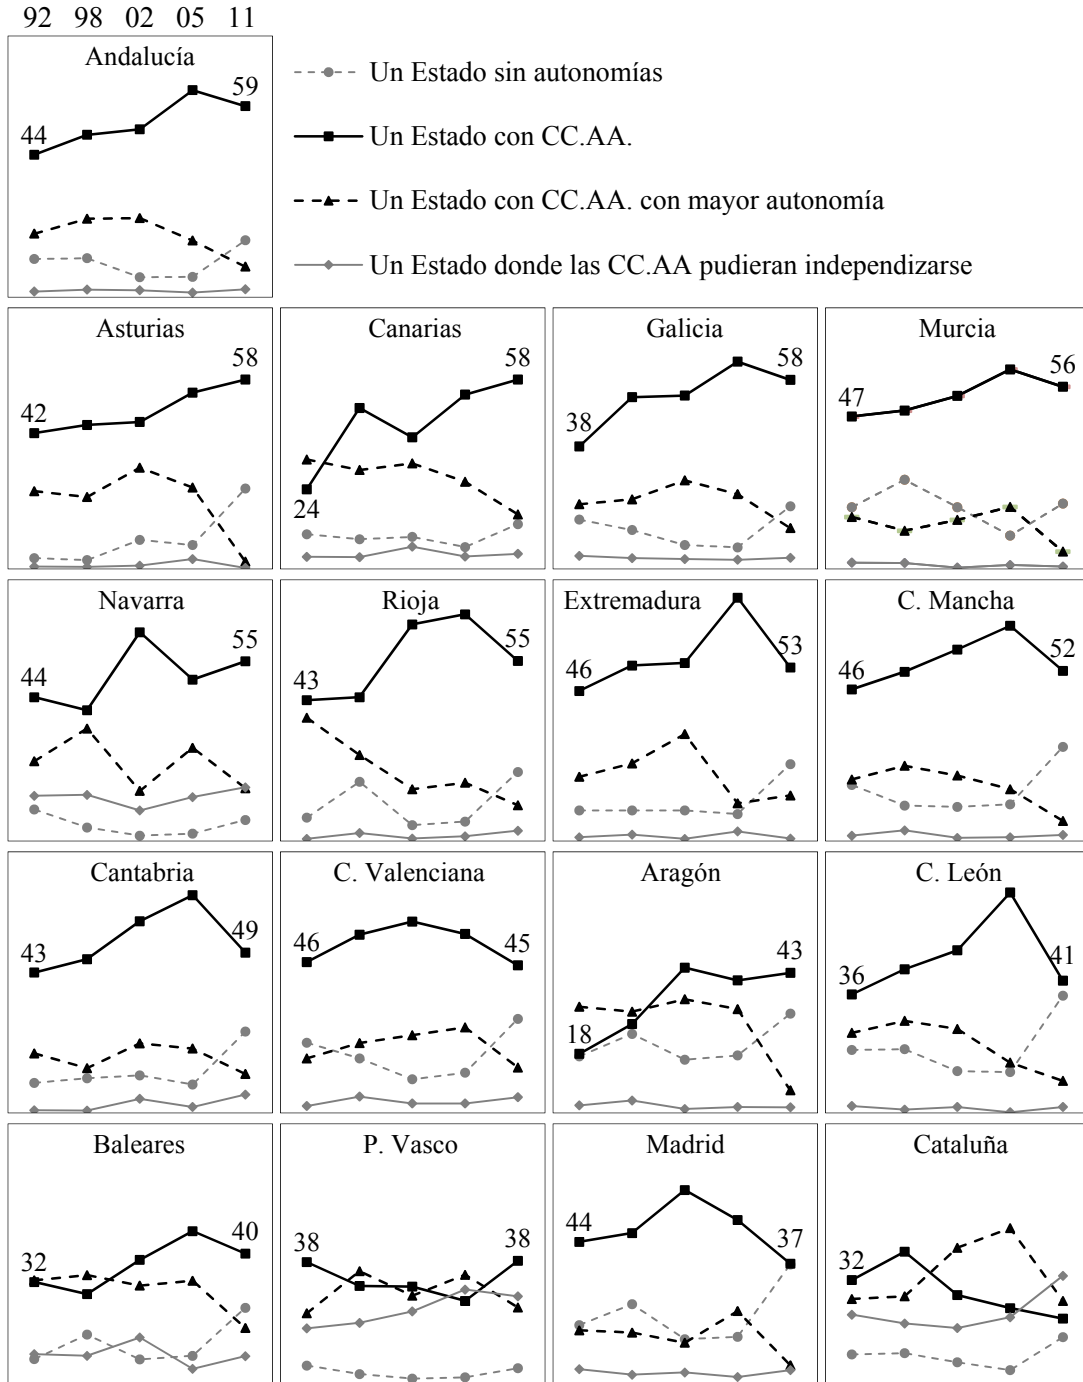 92 98 02 05 11
Andalucía
44
59
Un Estado sin autonomías
Un Estado con CC.AA.
Un Estado con CC.AA. con mayor autonomía
Un Estado donde las CC.AA pudieran independizarse
Asturias
42
58
Canarias
24
58
Galicia
38
58
Murcia
47
56
Navarra
44
55
Rioja
43
55
Extremadura
46
53
C. Mancha
46
52
Cantabria
43
49
C. Valenciana
46
45
Aragón
18
43
C. León
36
41
Baleares
32
40
P. Vasco
38
38
Madrid
44
37
Cataluña
32